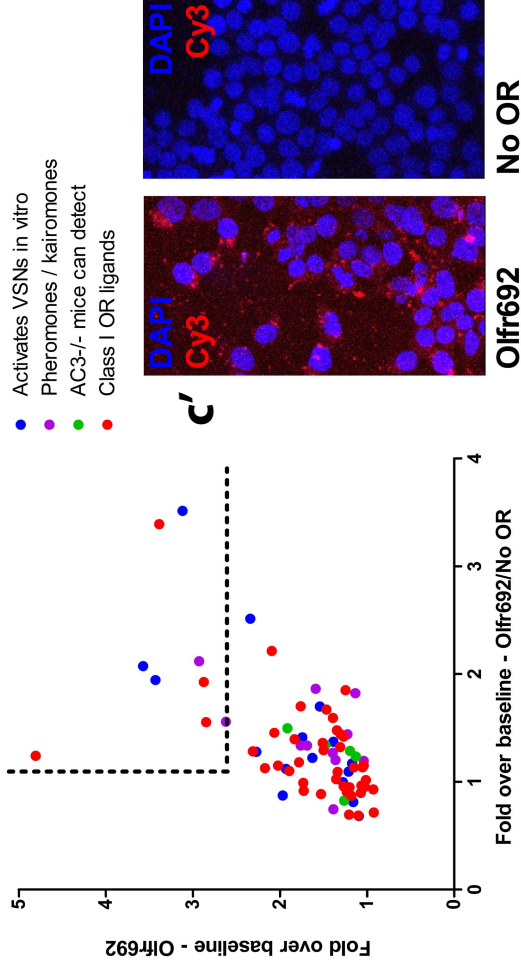 Activates VSNs in vitro
Pheromones / kairomones
AC3-/- mice can detect
Class I OR ligands
5
4
3
2
1
0
Fold over baseline - Olfr692
0
1
2
3
4
Fold over baseline - Olfr692/No OR
c′
DAPI
Cy3
Olfr692
DAPI
Cy3
No OR